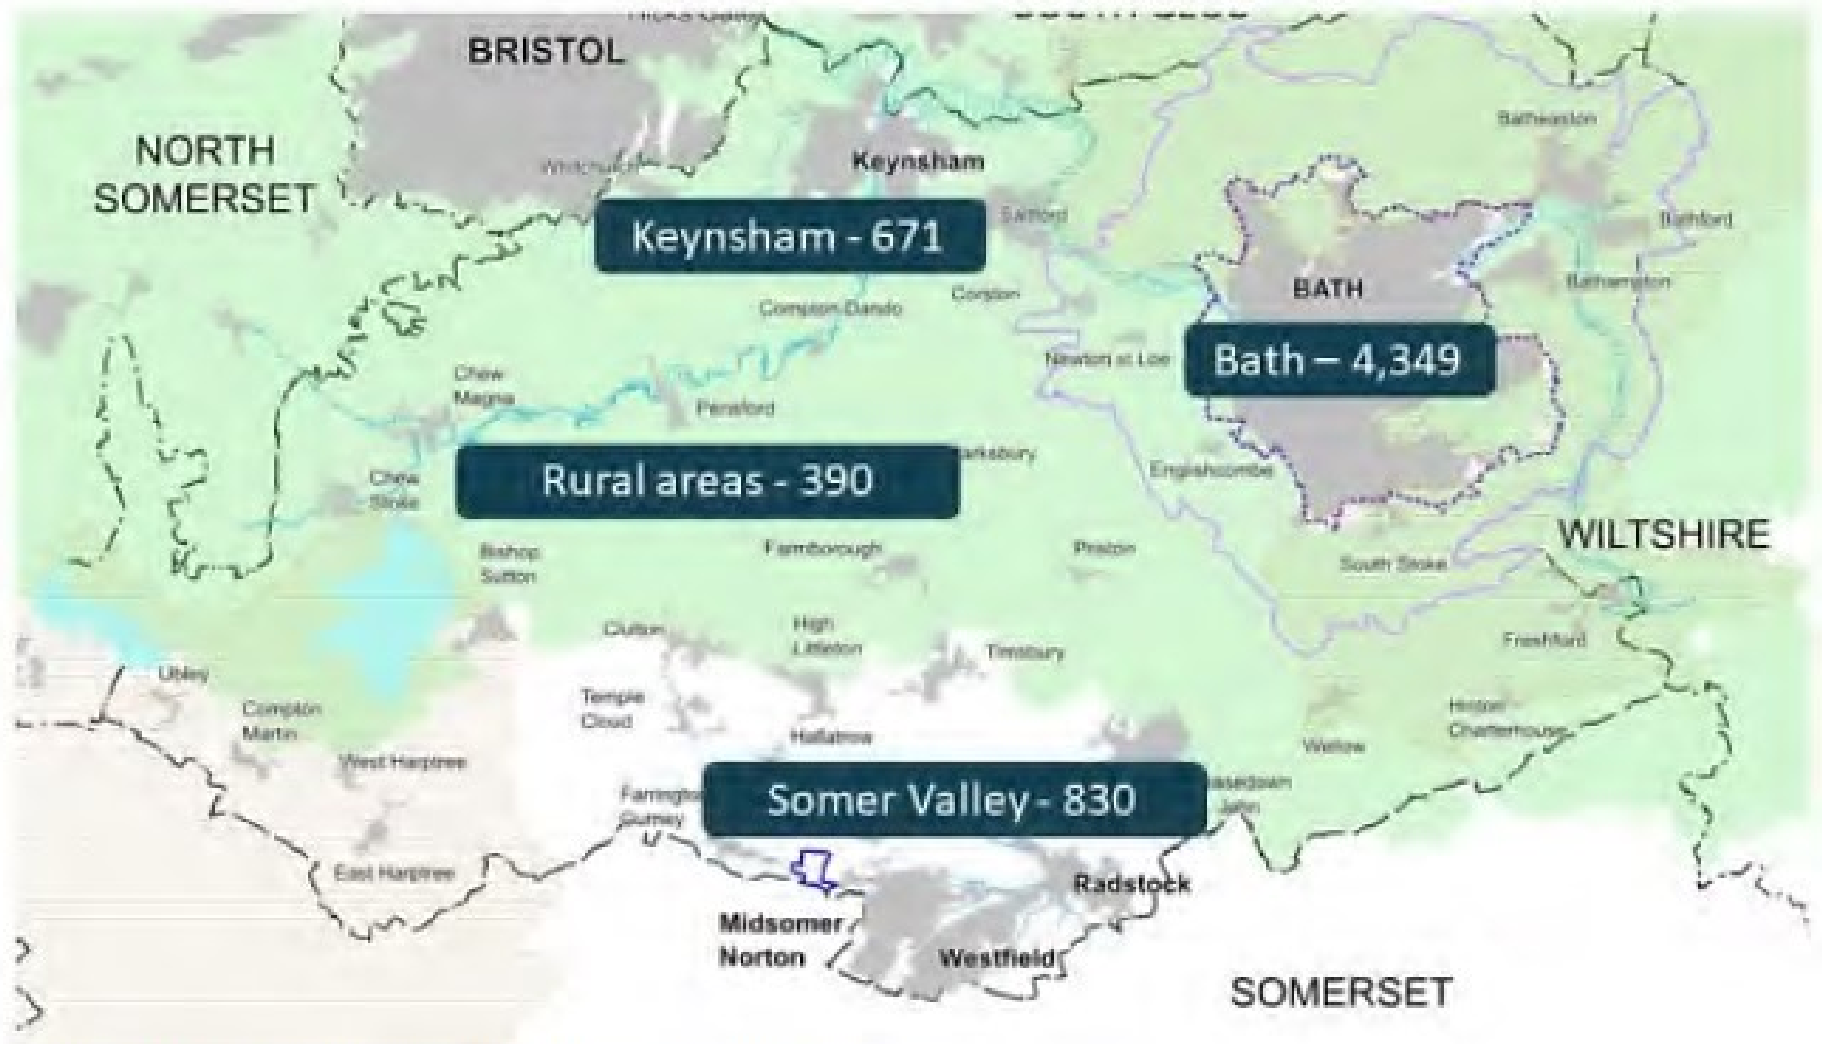 BRISTOL
NORTH
SOMERSET
Keynsham
Keynsham - 671
Saltford
Batheaston
Bathford
BATH
Bathampton
Compton Dando
Corston
Newton St Loe
Bath – 4,349
Chew
Magna
Pensford
Rural areas - 390
Englishcombe
Chew
Stoke
WILTSHIRE
Bishop
Sutton
Farmborough
Priston
South Stoke
Clutton
High
Littleton
Timsbury
Freshford
Ubley
Compton
Martin
Temple
Cloud
Hallatrow
Hinton
Charterhouse
West Harptree
Wellow
Somer Valley - 830
Gurney
East Harptree
Radstock
Midsomer
Norton
Westfield
SOMERSET